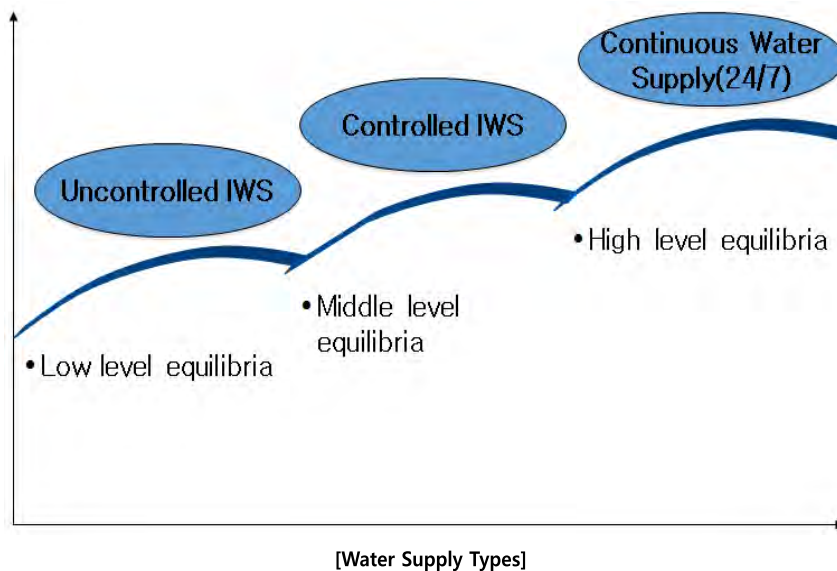 Continuous Water
Supply(24/7)
Controlled IWS
Uncontrolled IWS
•High level equilibria
•Middle level
equilibria
•Low level equilibria
[Water Supply Types]